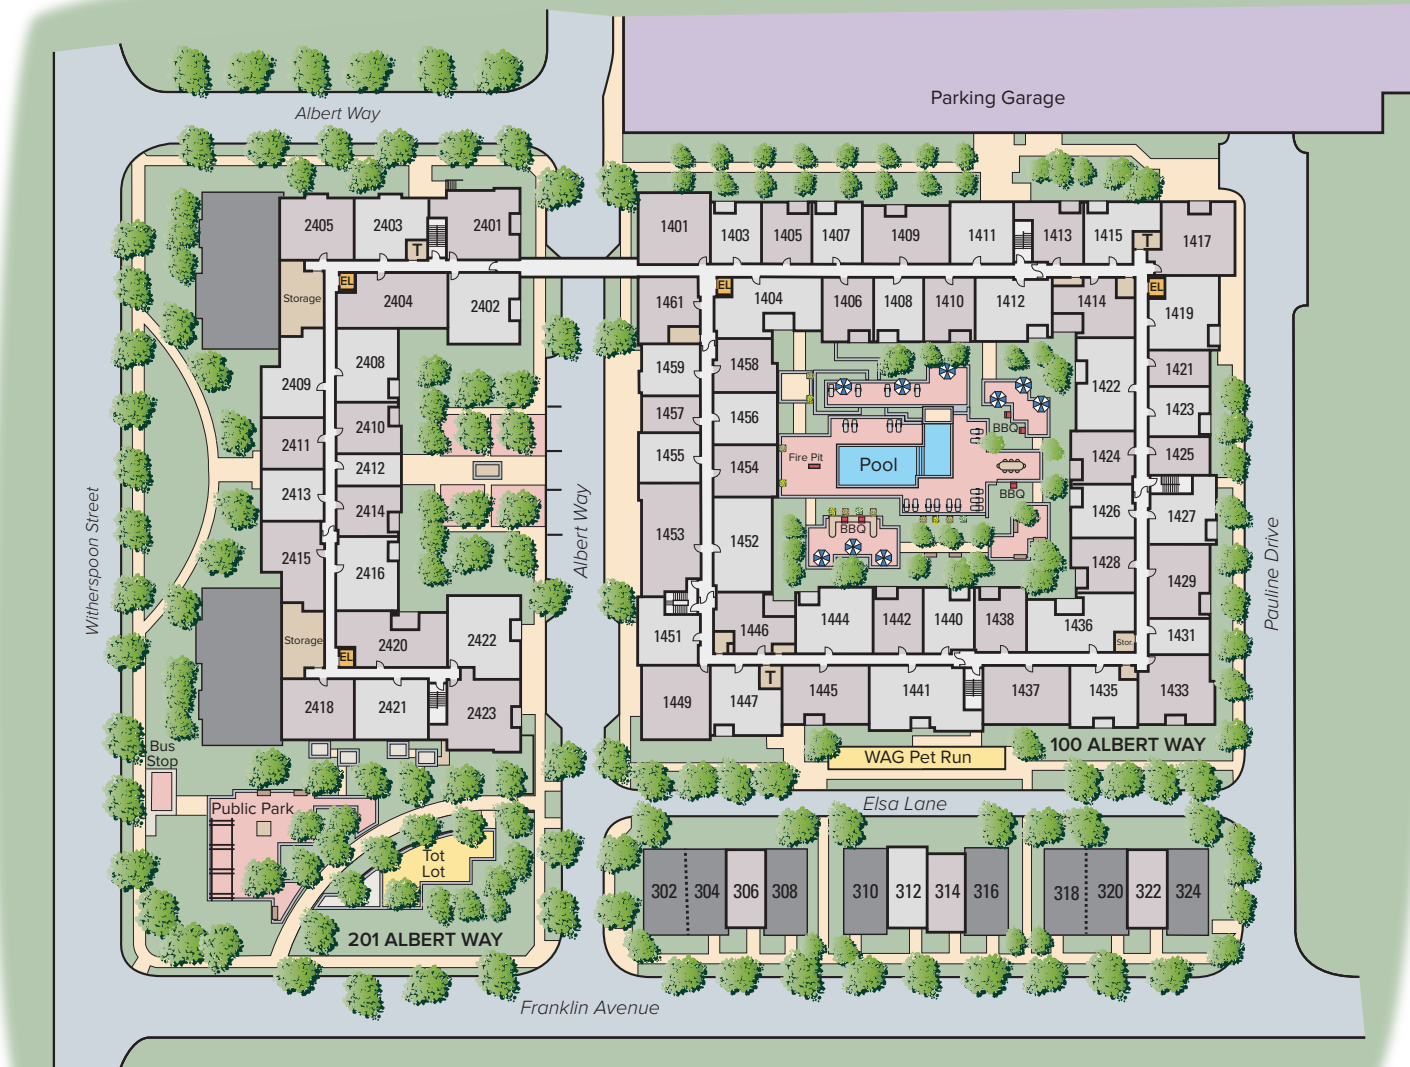 Parking Garage
Albert Way
2405
2403
2401
T
EL
Storage
2404
2402
2408
2409
2410
2411
2412
2413
2414
2415
2416
Storage
EL
2420
2422
2418
2421
2423
Witherspoon Street
Albert Way
Bus
Stop
Public Park
Tot
Lot
201 ALBERT WAY
1401
1403
1405
1407
1409
1411
1413
1415
T
1417
1461
EL
1404
1406
1408
1410
1412
1414
EL
1419
1459
1458
1422
1421
1457
1456
1423
1455
1454
1424
1425
1453
1452
1426
1427
1428
1429
1451
1446
1444
1442
1440
1438
1436
Stor.
1431
1449
1447
T
1445
1441
1437
1435
1433
BBQ
Fire Pit
Pool
BBQ
BBQ
Pauline Drive
WAG Pet Run
100 ALBERT WAY
Elsa Lane
302
304
306
308
310
312
314
316
318
320
322
324
Franklin Avenue